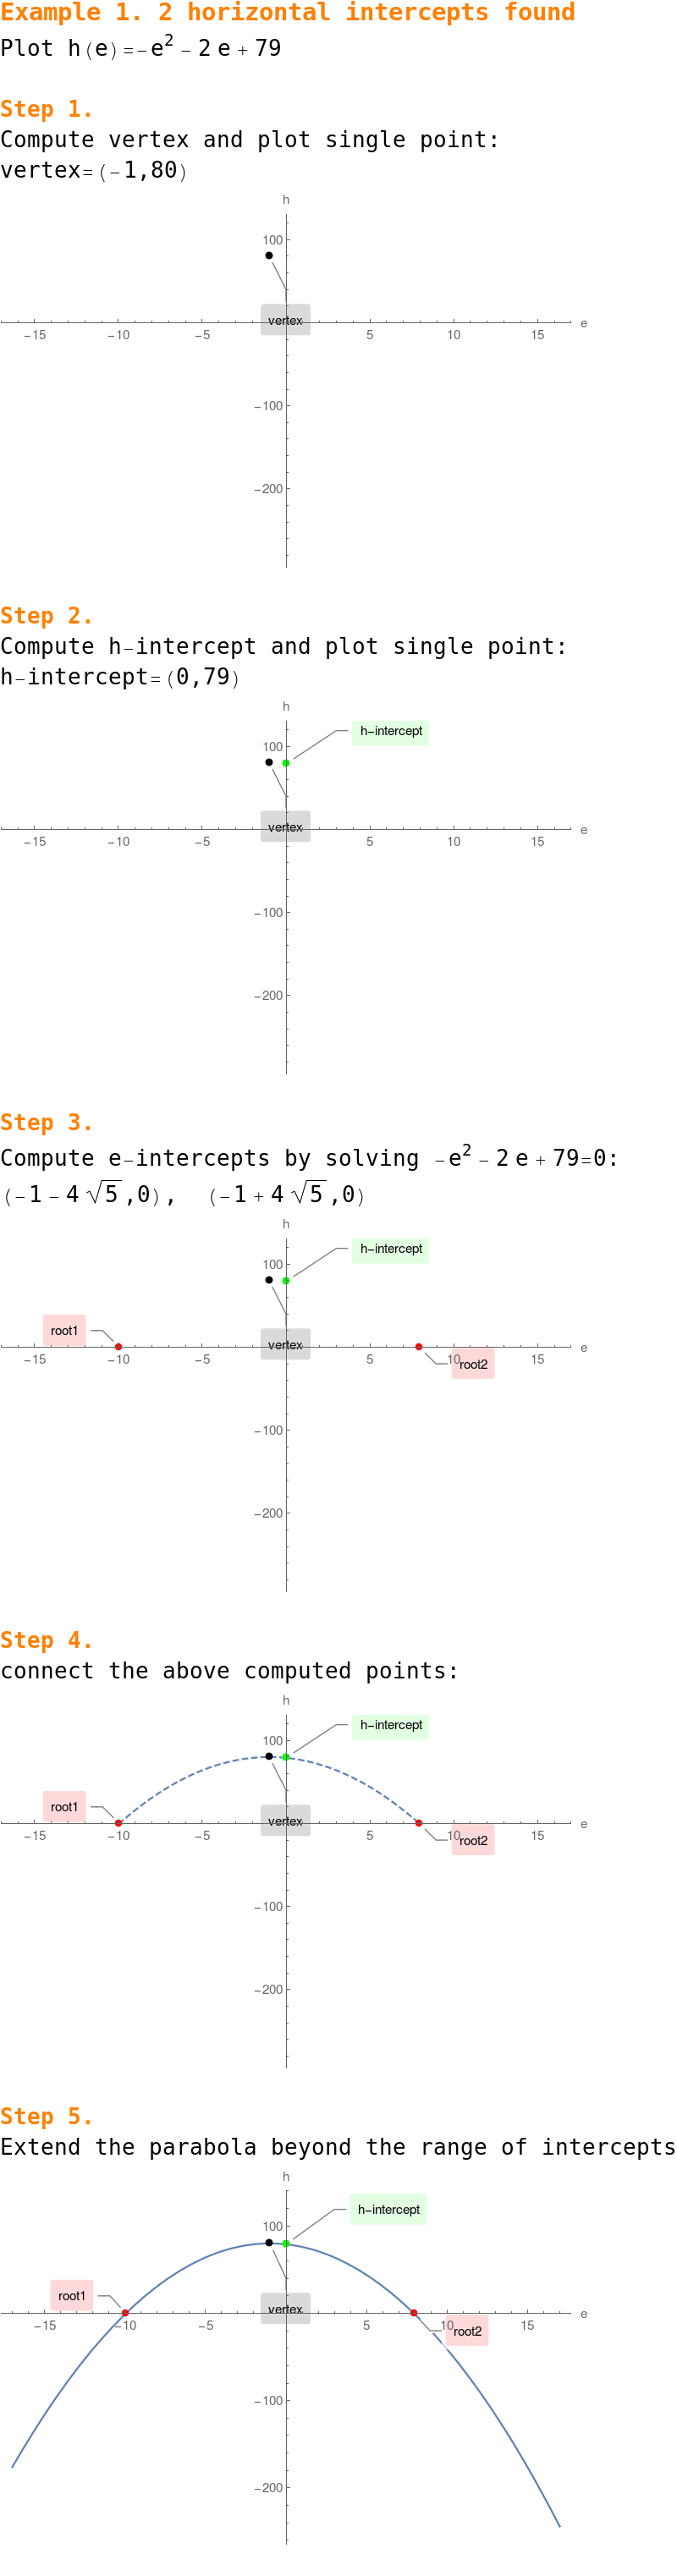 Example 1. 2 horizontal intercepts found
Plot h(e)=-e² - 2 e + 79
Step 1.
Compute vertex and plot single point:
vertex=(-1,80)
h
100
vertex
e
-15 -10 -5 5 10 15
-100
-200
Step 2.
Compute h-intercept and plot single point:
h-intercept=(0,79)
h
h-intercept
100
vertex
e
-15 -10 -5 5 10 15
-100
-200
Step 3.
Compute e-intercepts by solving -e² - 2 e + 79=0:
(-1 - 4 √5 ,0), (-1 + 4 √5 ,0)
h
h-intercept
100
root1
vertex
e
-15 -10 -5 5 10 15
root2
-100
-200
Step 4.
connect the above computed points:
h
h-intercept
100
root1
vertex
e
-15 -10 -5 5 10 15
root2
-100
-200
Step 5.
Extend the parabola beyond the range of intercepts
h
h-intercept
100
root1
vertex
e
-15 -10 -5 5 10 15
root2
-100
-200